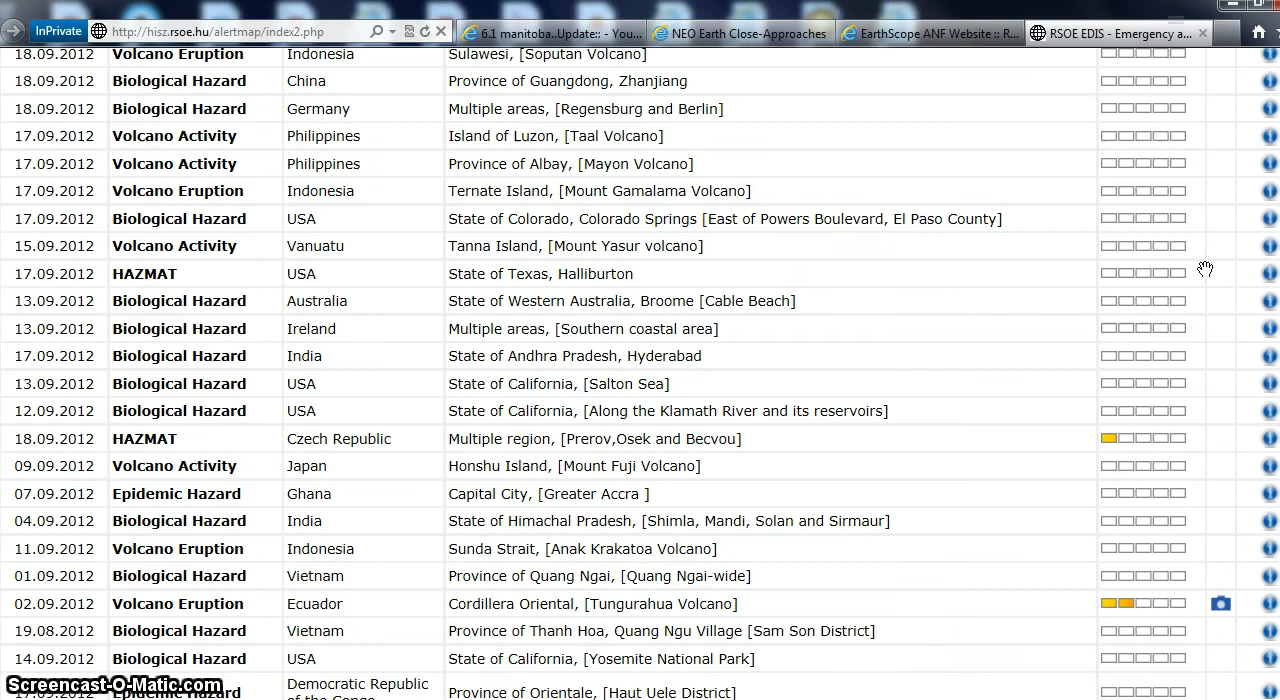 InPrivate http://hisz.rsoe.hu/alertmap/index2.php 6.1 manitoba..Update:: - You... NEO Earth Close-Approaches EarthScope ANF Website :: R... RSOE EDIS - Emergency a...
18.09.2012 Volcano Eruption Indonesia Sulawesi, [Soputan Volcano]
18.09.2012 Biological Hazard China Province of Guangdong, Zhanjiang
18.09.2012 Biological Hazard Germany Multiple areas, [Regensburg and Berlin]
17.09.2012 Volcano Activity Philippines Island of Luzon, [Taal Volcano]
17.09.2012 Volcano Activity Philippines Province of Albay, [Mayon Volcano]
17.09.2012 Volcano Eruption Indonesia Ternate Island, [Mount Gamalama Volcano]
17.09.2012 Biological Hazard USA State of Colorado, Colorado Springs [East of Powers Boulevard, El Paso County]
15.09.2012 Volcano Activity Vanuatu Tanna Island, [Mount Yasur volcano]
17.09.2012 HAZMAT USA State of Texas, Halliburton
13.09.2012 Biological Hazard Australia State of Western Australia, Broome [Cable Beach]
13.09.2012 Biological Hazard Ireland Multiple areas, [Southern coastal area]
17.09.2012 Biological Hazard India State of Andhra Pradesh, Hyderabad
13.09.2012 Biological Hazard USA State of California, [Salton Sea]
12.09.2012 Biological Hazard USA State of California, [Along the Klamath River and its reservoirs]
18.09.2012 HAZMAT Czech Republic Multiple region, [Prerov,Osek and Becvou]
09.09.2012 Volcano Activity Japan Honshu Island, [Mount Fuji Volcano]
07.09.2012 Epidemic Hazard Ghana Capital City, [Greater Accra ]
04.09.2012 Biological Hazard India State of Himachal Pradesh, [Shimla, Mandi, Solan and Sirmaur]
11.09.2012 Volcano Eruption Indonesia Sunda Strait, [Anak Krakatoa Volcano]
01.09.2012 Biological Hazard Vietnam Province of Quang Ngai, [Quang Ngai-wide]
02.09.2012 Volcano Eruption Ecuador Cordillera Oriental, [Tungurahua Volcano]
19.08.2012 Biological Hazard Vietnam Province of Thanh Hoa, Quang Ngu Village [Sam Son District]
14.09.2012 Biological Hazard USA State of California, [Yosemite National Park]
Screencast-O-Matic.com
Hazard Democratic Republic of the Congo Province of Orientale, [Haut Uele District]